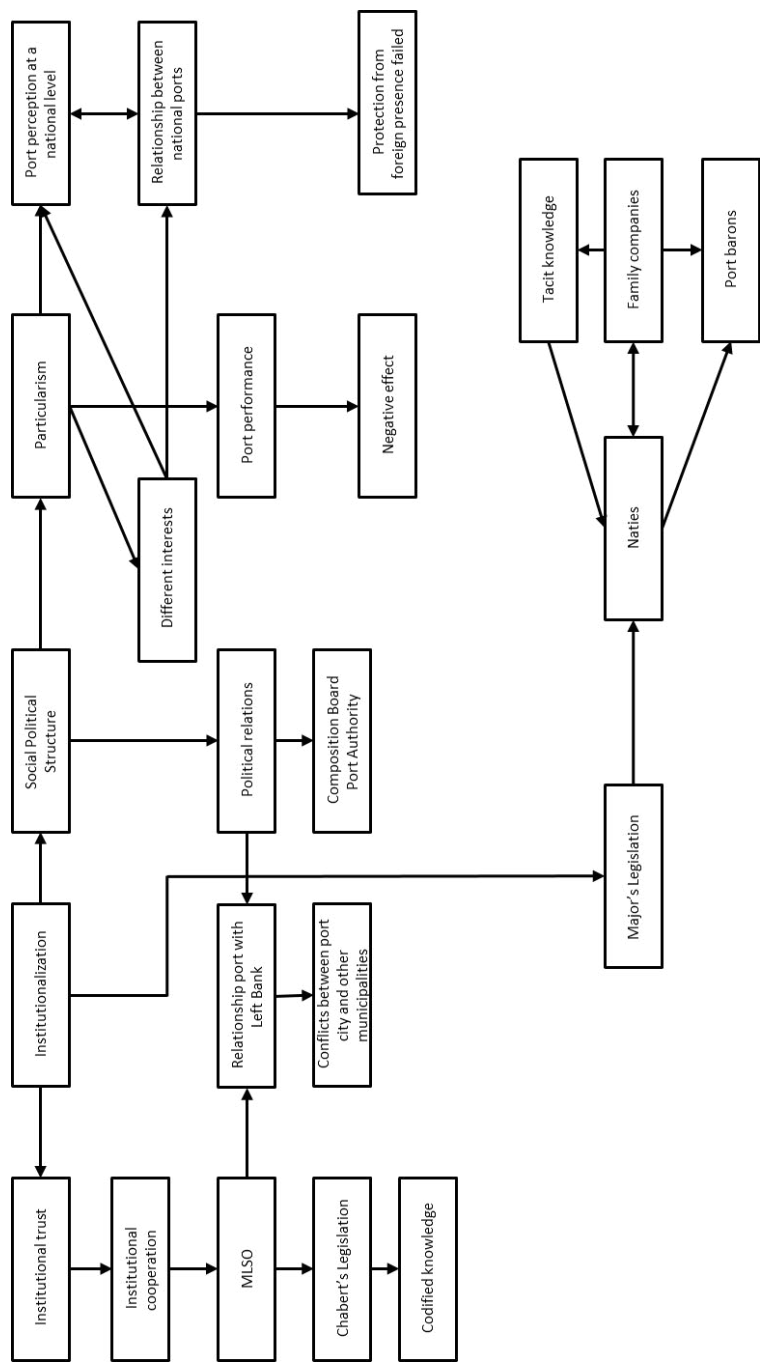 Institutional trust
Institutionalization
Social Political
Structure
Particularism
Port perception at a
national level
Institutional
cooperation
Different interests
Relationship between
national ports
MLSO
Relationship port with
Left Bank
Political relations
Port performance
Chabert's Legislation
Conflicts between port
city and other
municipalities
Composition Board
Port Authority
Codified knowledge
Negative effect
Protection from
foreign presence failed
Tacit knowledge
Major's Legislation
Naties
Family companies
Port barons